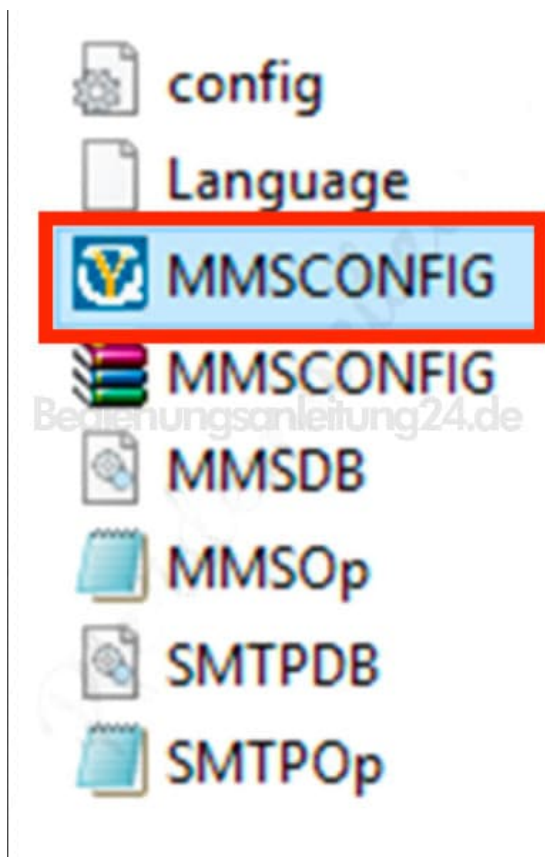 config
Language
MMSCONFIG
MMSCONFIG
Bedienungsanleitung24.de
MMSDB
MMSOp
SMTPDB
SMTPOp